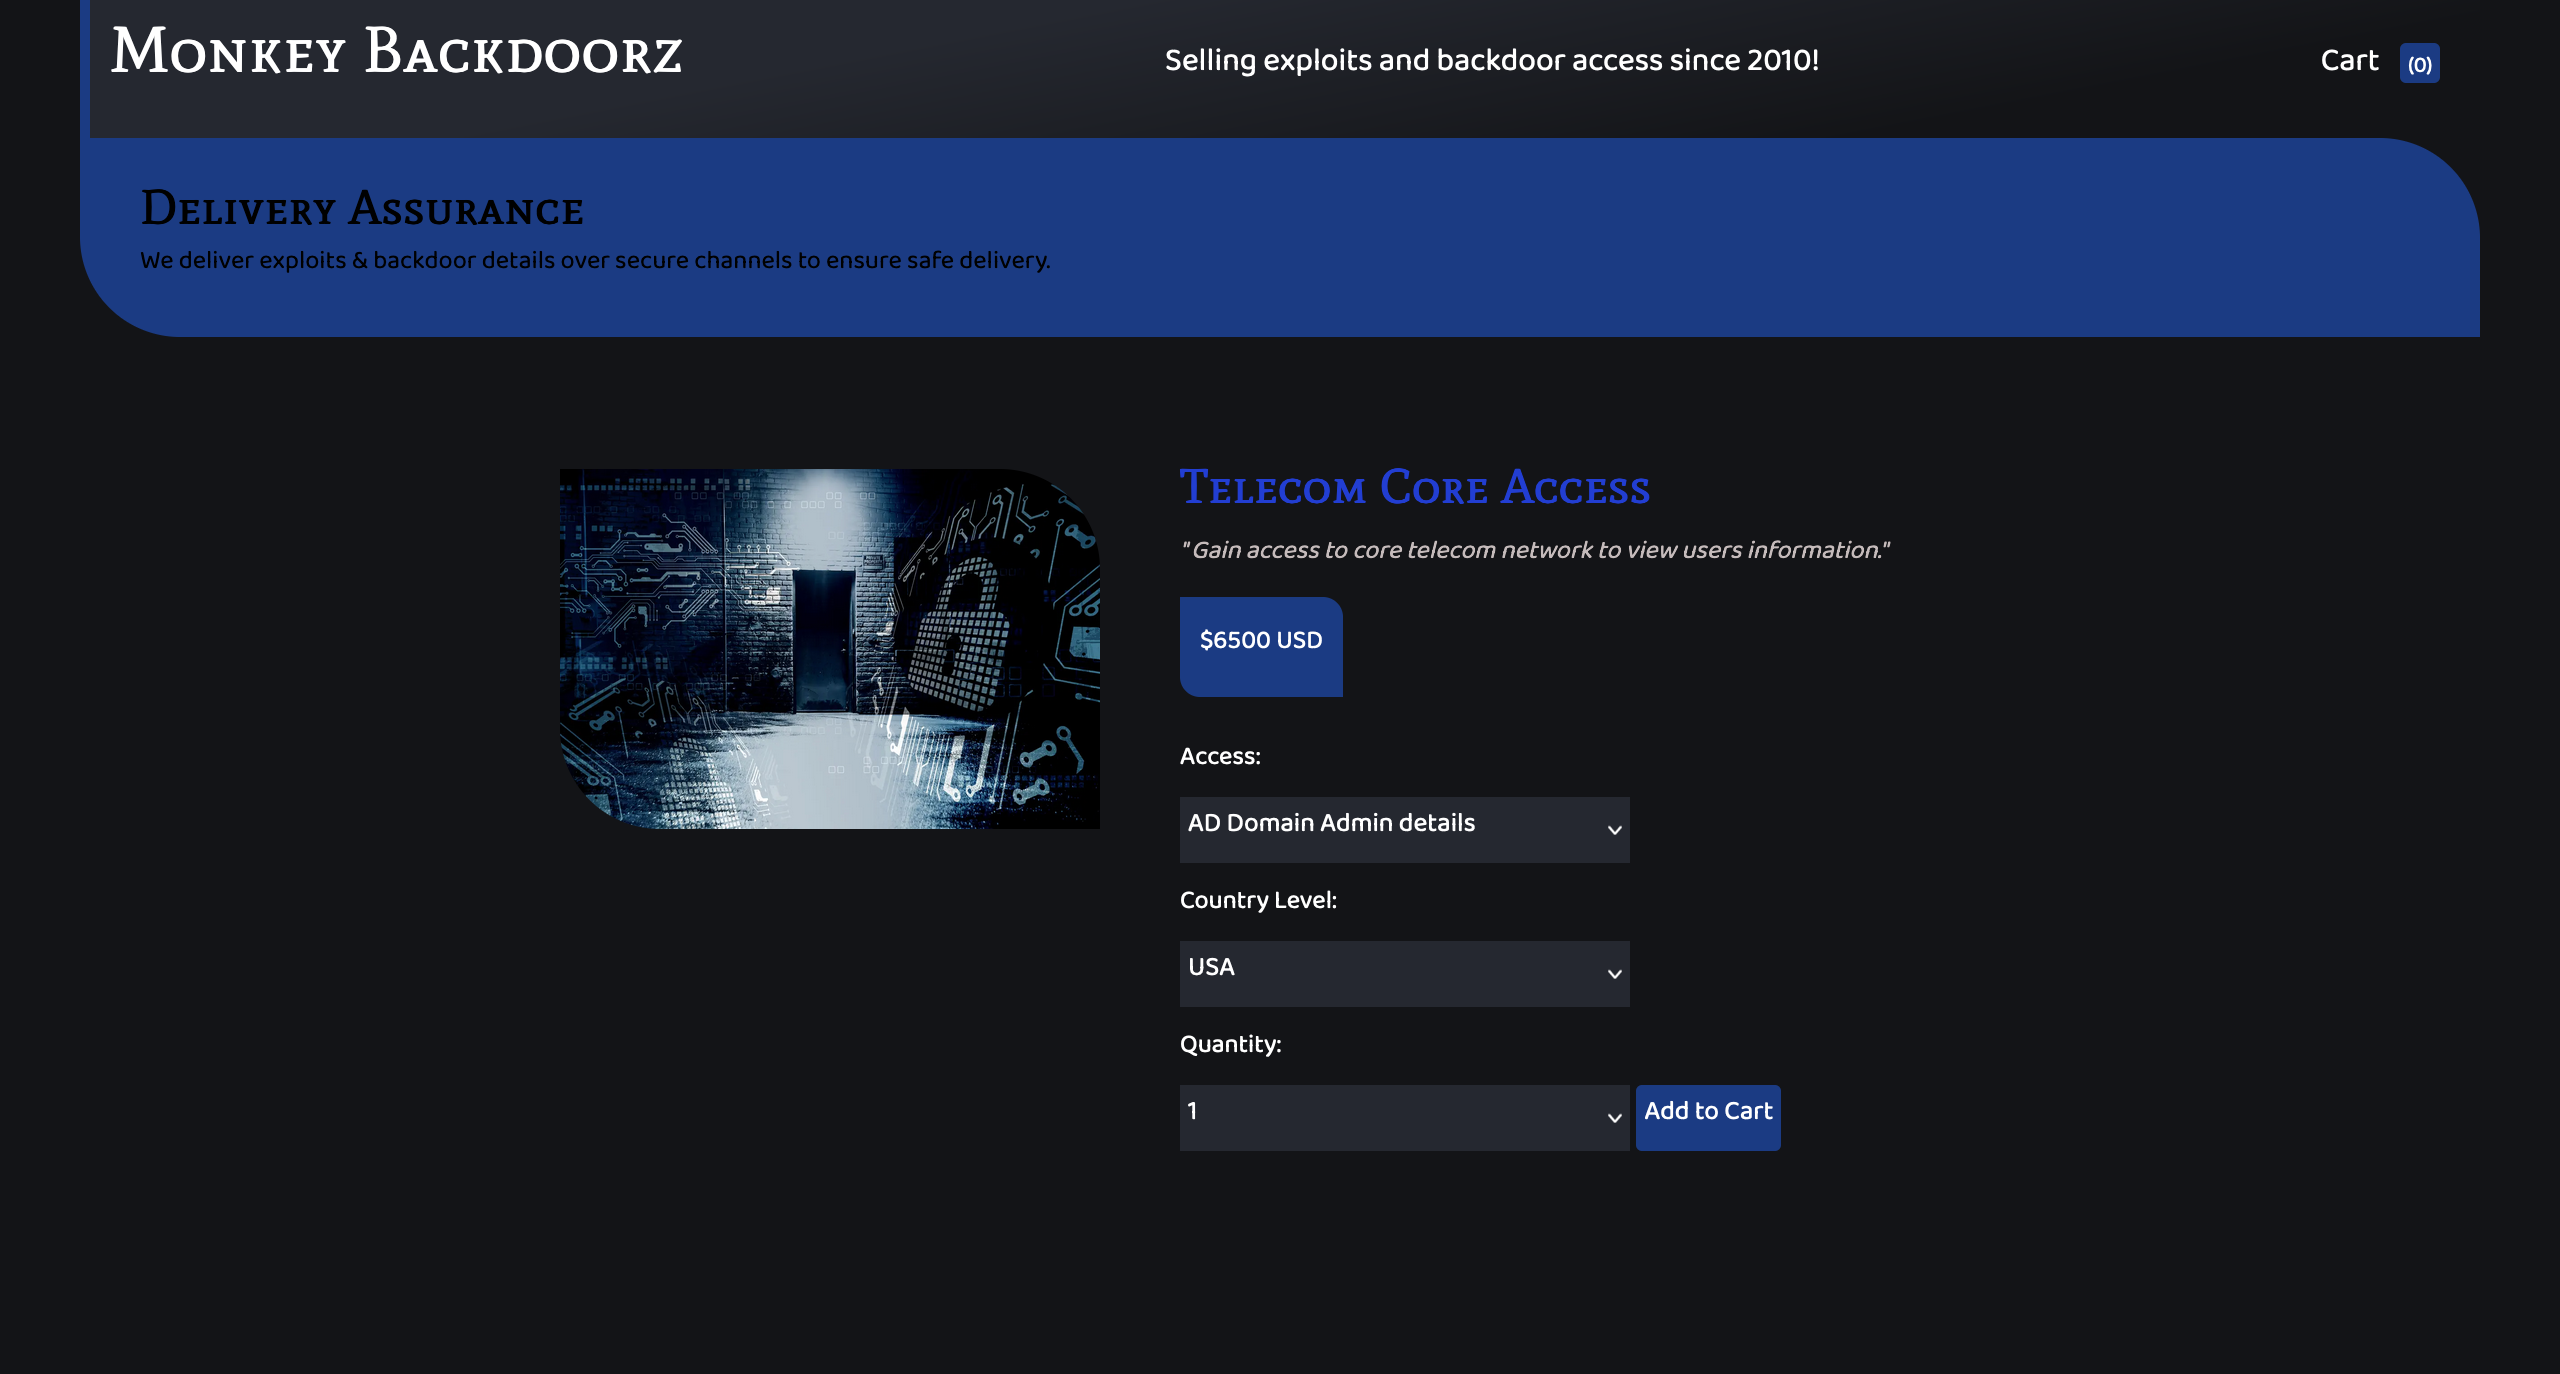 Monkey Backdoorz
Selling exploits and backdoor access since 2010!
Cart (0)
Delivery Assurance
We deliver exploits & backdoor details over secure channels to ensure safe delivery.
Telecom Core Access
"Gain access to core telecom network to view users information."
$6500 USD
Access:
AD Domain Admin details
Country Level:
USA
Quantity:
1
Add to Cart